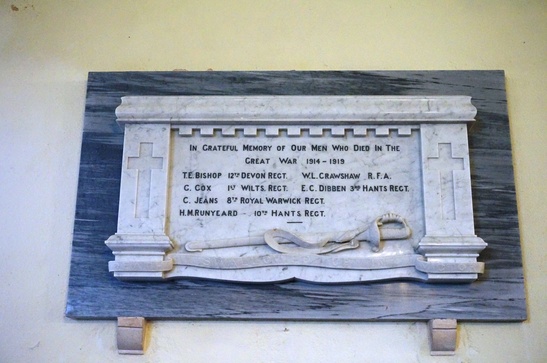 IN GRATEFUL MEMORY OF OUR MEN WHO DIED IN THE
GREAT WAR 1914-1919
T.E.BISHOP 12TH DEVON REGT. W.L.CRAWSHAW R.F.A.
C. COX 1ST WILTS. REGT. E.C. DIBBEN 3RD HANTS REGT.
C. JEANS 8TH ROYAL WARWICK REGT.
H.M.RUNYEARD - 10TH HANTS REGT.